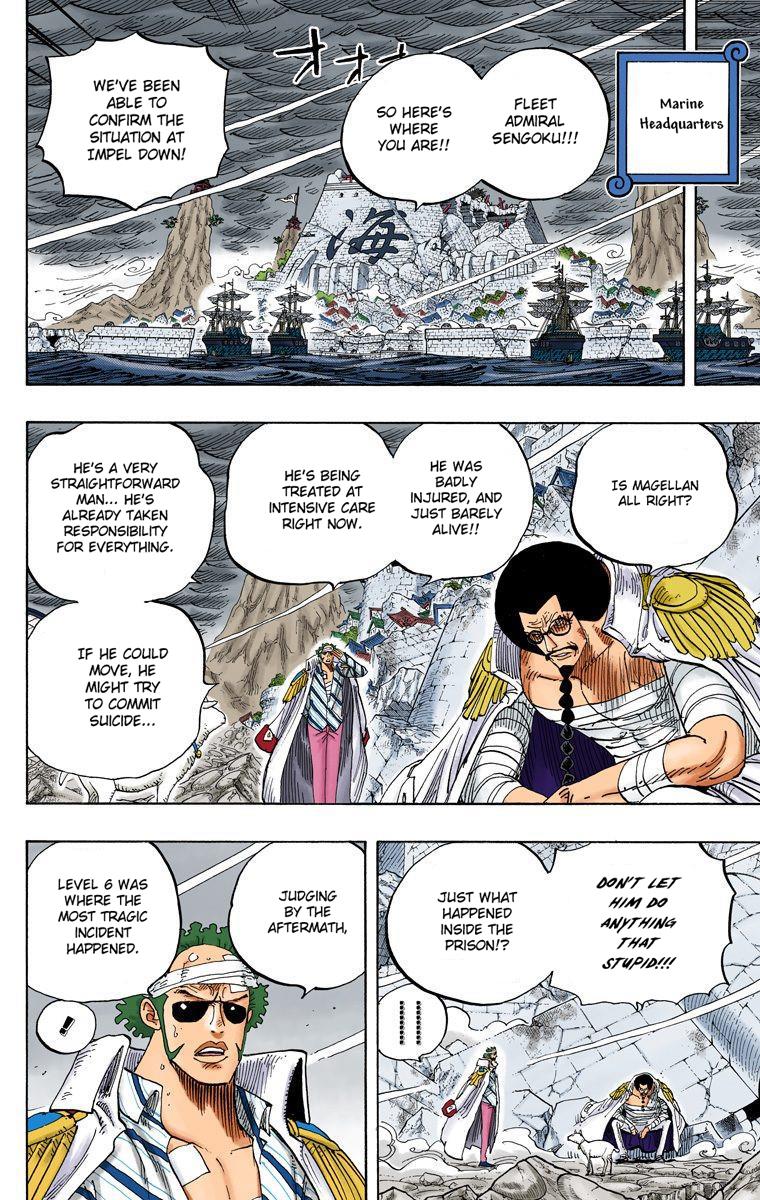 Marine
Headquarters
FLEET
ADMIRAL
SENGOKU!!!
SO HERE'S
WHERE
YOU ARE!!
WE'VE BEEN
ABLE TO
CONFIRM THE
SITUATION AT
IMPEL DOWN!
オオオ
海
IS MAGELLAN
ALL RIGHT?
HE WAS
BADLY
INJURED, AND
JUST BARELY
ALIVE!!
HE'S BEING
TREATED AT
INTENSIVE CARE
RIGHT NOW.
HE'S A VERY
STRAIGHTFORWARD
MAN... HE'S
ALREADY TAKEN
RESPONSIBILITY
FOR EVERYTHING.
IF HE COULD
MOVE, HE
MIGHT TRY
TO COMMIT
SUICIDE...
DON'T LET
HIM DO
ANYTHING
THAT
STUPID!!!
JUST WHAT
HAPPENED
INSIDE THE
PRISON!?
JUDGING
BY THE
AFTERMATH,
LEVEL 6 WAS
WHERE THE
MOST TRAGIC
INCIDENT
HAPPENED.
!